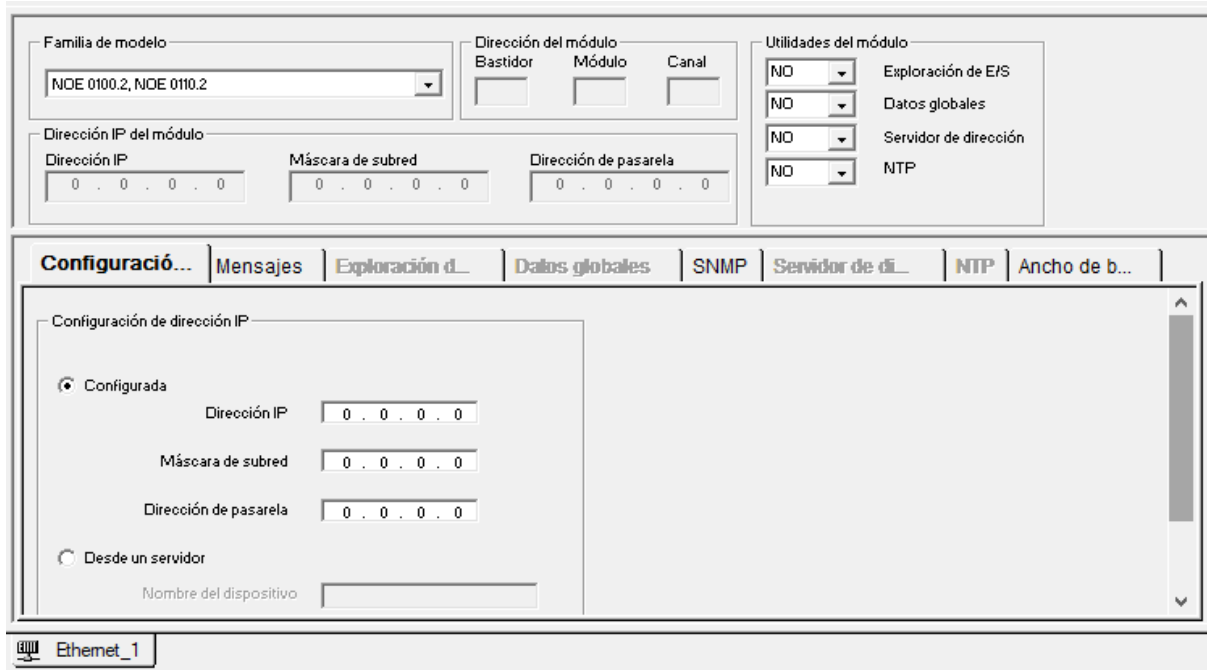 Familia de modelo
NOE 0100.2, NOE 0110.2
Dirección del módulo
Bastidor Módulo Canal
Utilidades del módulo
NO Exploración de E/S
NO Datos globales
NO Servidor de dirección
NO NTP
Dirección IP del módulo
Dirección IP Máscara de subred Dirección de pasarela
0 . 0 . 0 . 0 0 . 0 . 0 . 0 0 . 0 . 0 . 0
Configuració... Mensajes Exploración d... Datos globales SNMP Servidor de di... NTP Ancho de b...
Configuración de dirección IP
Configurada
Dirección IP 0 . 0 . 0 . 0
Máscara de subred 0 . 0 . 0 . 0
Dirección de pasarela 0 . 0 . 0 . 0
Desde un servidor
Nombre del dispositivo
Ethernet_1